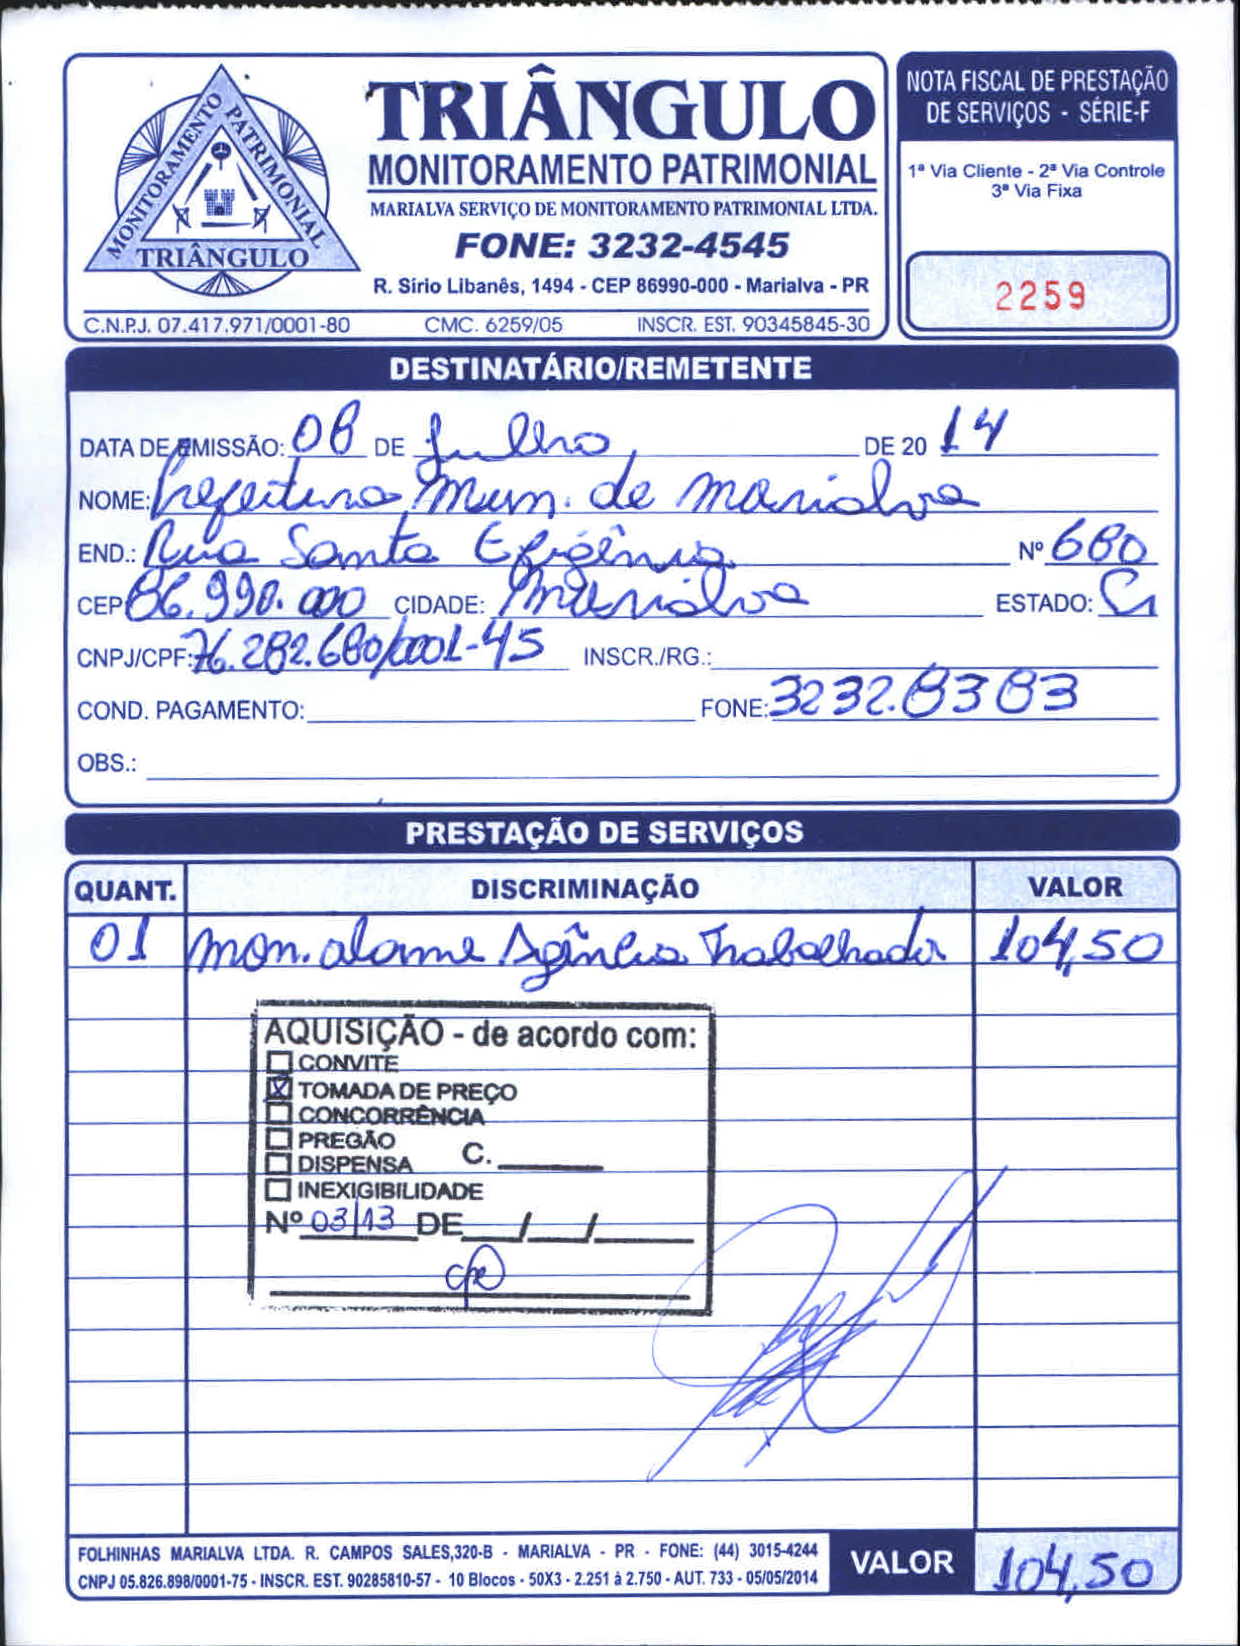 MONITORAMENTO PATRIMONIAL
TRIÂNGULO
TRIÂNGULO
MONITORAMENTO PATRIMONIAL
MARIALVA SERVIÇO DE MONITORAMENTO PATRIMONIAL LTDA.
FONE: 3232-4545
R. Sírio Libanês, 1494 - CEP 86990-000 - Marialva - PR
C.N.P.J. 07.417.971/0001-80 CMC. 6259/05 INSCR. EST. 90345845-30
NOTA FISCAL DE PRESTAÇÃO
DE SERVIÇOS - SÉRIE-F
1ª Via Cliente - 2ª Via Controle
3ª Via Fixa
2259
DESTINATÁRIO/REMETENTE
DATA DE EMISSÃO: 08 DE Julho DE 20 14
NOME: Prefeitura Mun. de Marialva
END.: Rua Santa Efigênia Nº 680
CEP: 86.990.000 CIDADE: Marialva ESTADO:
CNPJ/CPF: 76.282.680/0001-45 INSCR./RG.:
COND. PAGAMENTO: FONE: 3232.8383
OBS.:
PRESTAÇÃO DE SERVIÇOS
QUANT. DISCRIMINAÇÃO VALOR
01 Mon. alarme Agência Trabalhador 104,50
AQUISIÇÃO - de acordo com:
CONVITE
X TOMADA DE PREÇO
CONCORRÊNCIA
PREGÃO
DISPENSA C.
INEXIGIBILIDADE
Nº 03/13 DE / /
FOLHINHAS MARIALVA LTDA. R. CAMPOS SALES,320-B - MARIALVA - PR - FONE: (44) 3015-4244
CNPJ 05.826.898/0001-75 - INSCR. EST. 90285810-57 - 10 Blocos - 50X3 - 2.251 à 2.750 - AUT. 733 - 05/05/2014
VALOR 104,50